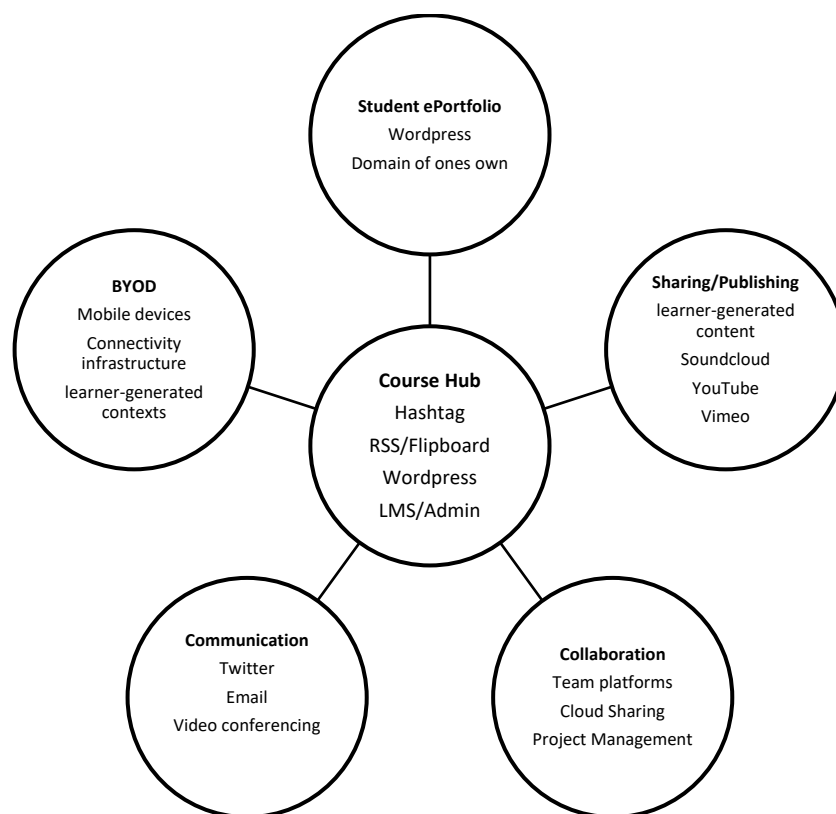 Student ePortfolio
Wordpress
Domain of ones own
BYOD
Mobile devices
Connectivity
infrastructure
learner-generated
contexts
Sharing/Publishing
learner-generated
content
Soundcloud
YouTube
Vimeo
Course Hub
Hashtag
RSS/Flipboard
Wordpress
LMS/Admin
Communication
Twitter
Email
Video conferencing
Collaboration
Team platforms
Cloud Sharing
Project Management